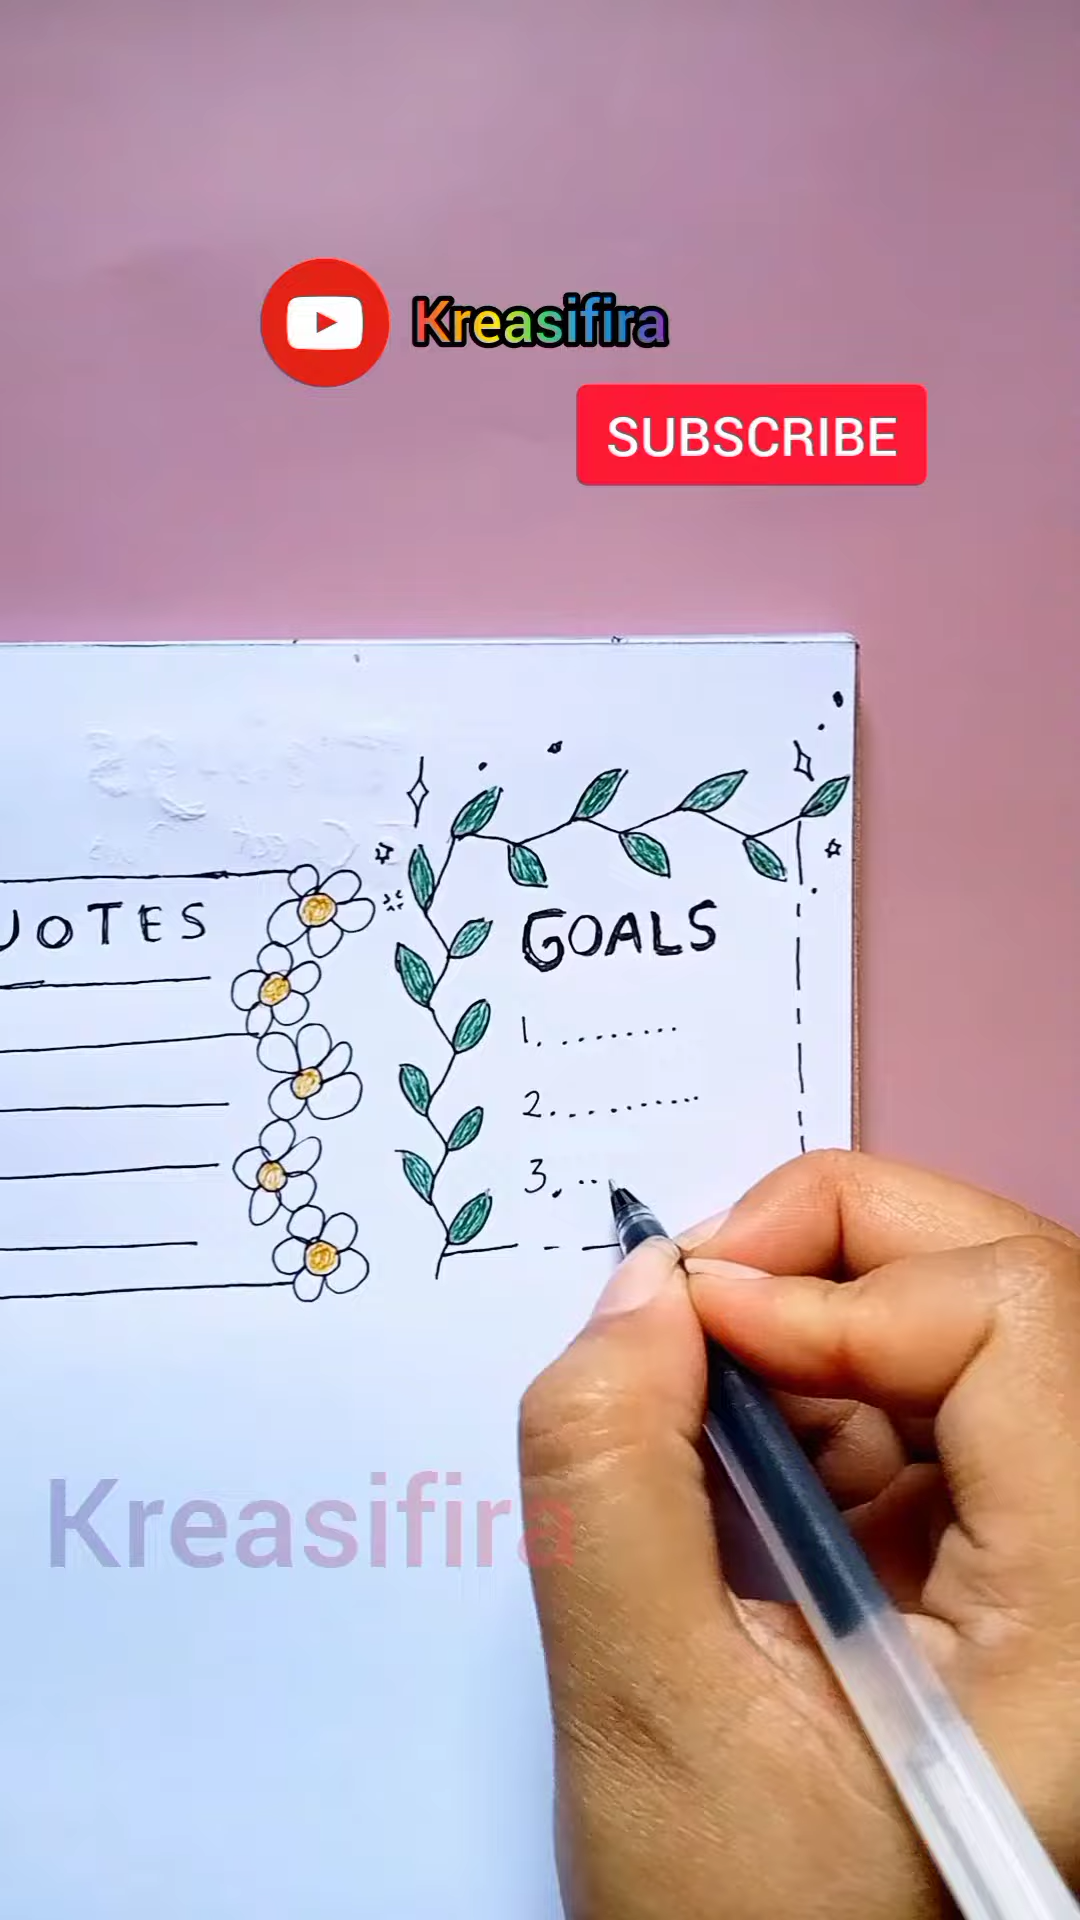 Kreasifira
SUBSCRIBE
UOTES
GOALS
1. ........
2. .........
3. ..
Kreasifira